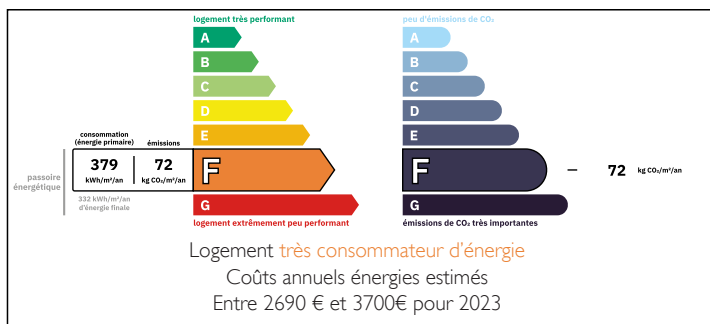 logement très performant
A
B
C
D
E
consommation
(énergie primaire)
émissions
379
kWh/m²/an
72
kg CO₂/m²/an
F
passoire
énergétique
332 kWh/m²/an
d'énergie finale
G
logement extrêmement peu performant
peu d'émissions de CO₂
A
B
C
D
E
F
72 kg CO₂/m²/an
G
émissions de CO₂ très importantes
Logement très consommateur d'énergie
Coûts annuels énergies estimés
Entre 2690 € et 3700€ pour 2023